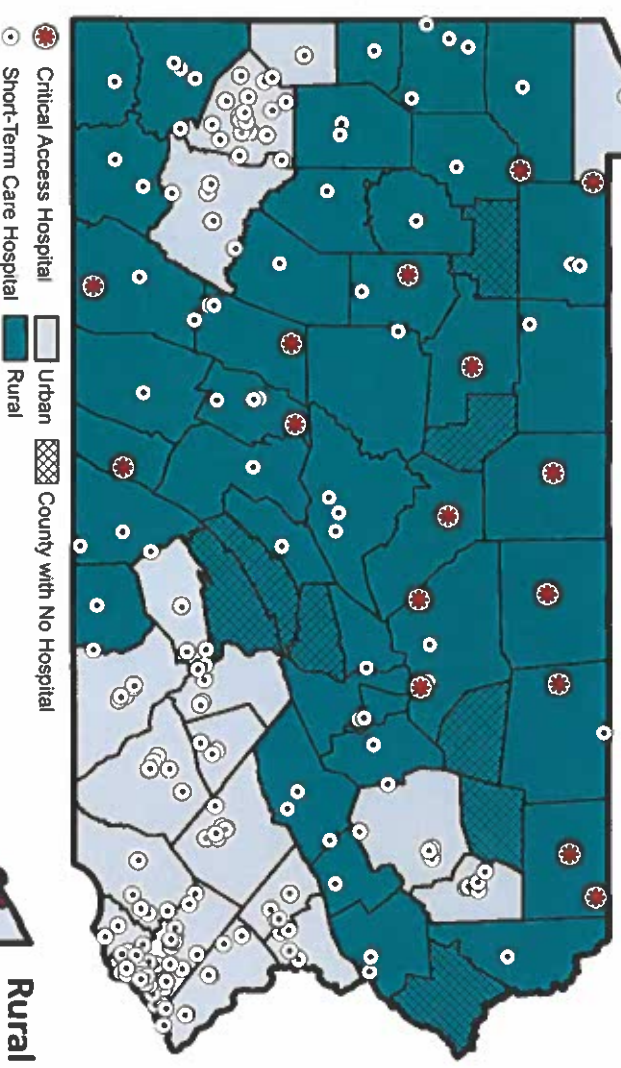 Critical Access Hospital
Short-Term Care Hospital
Urban
Rural
County with No Hospital
Rural